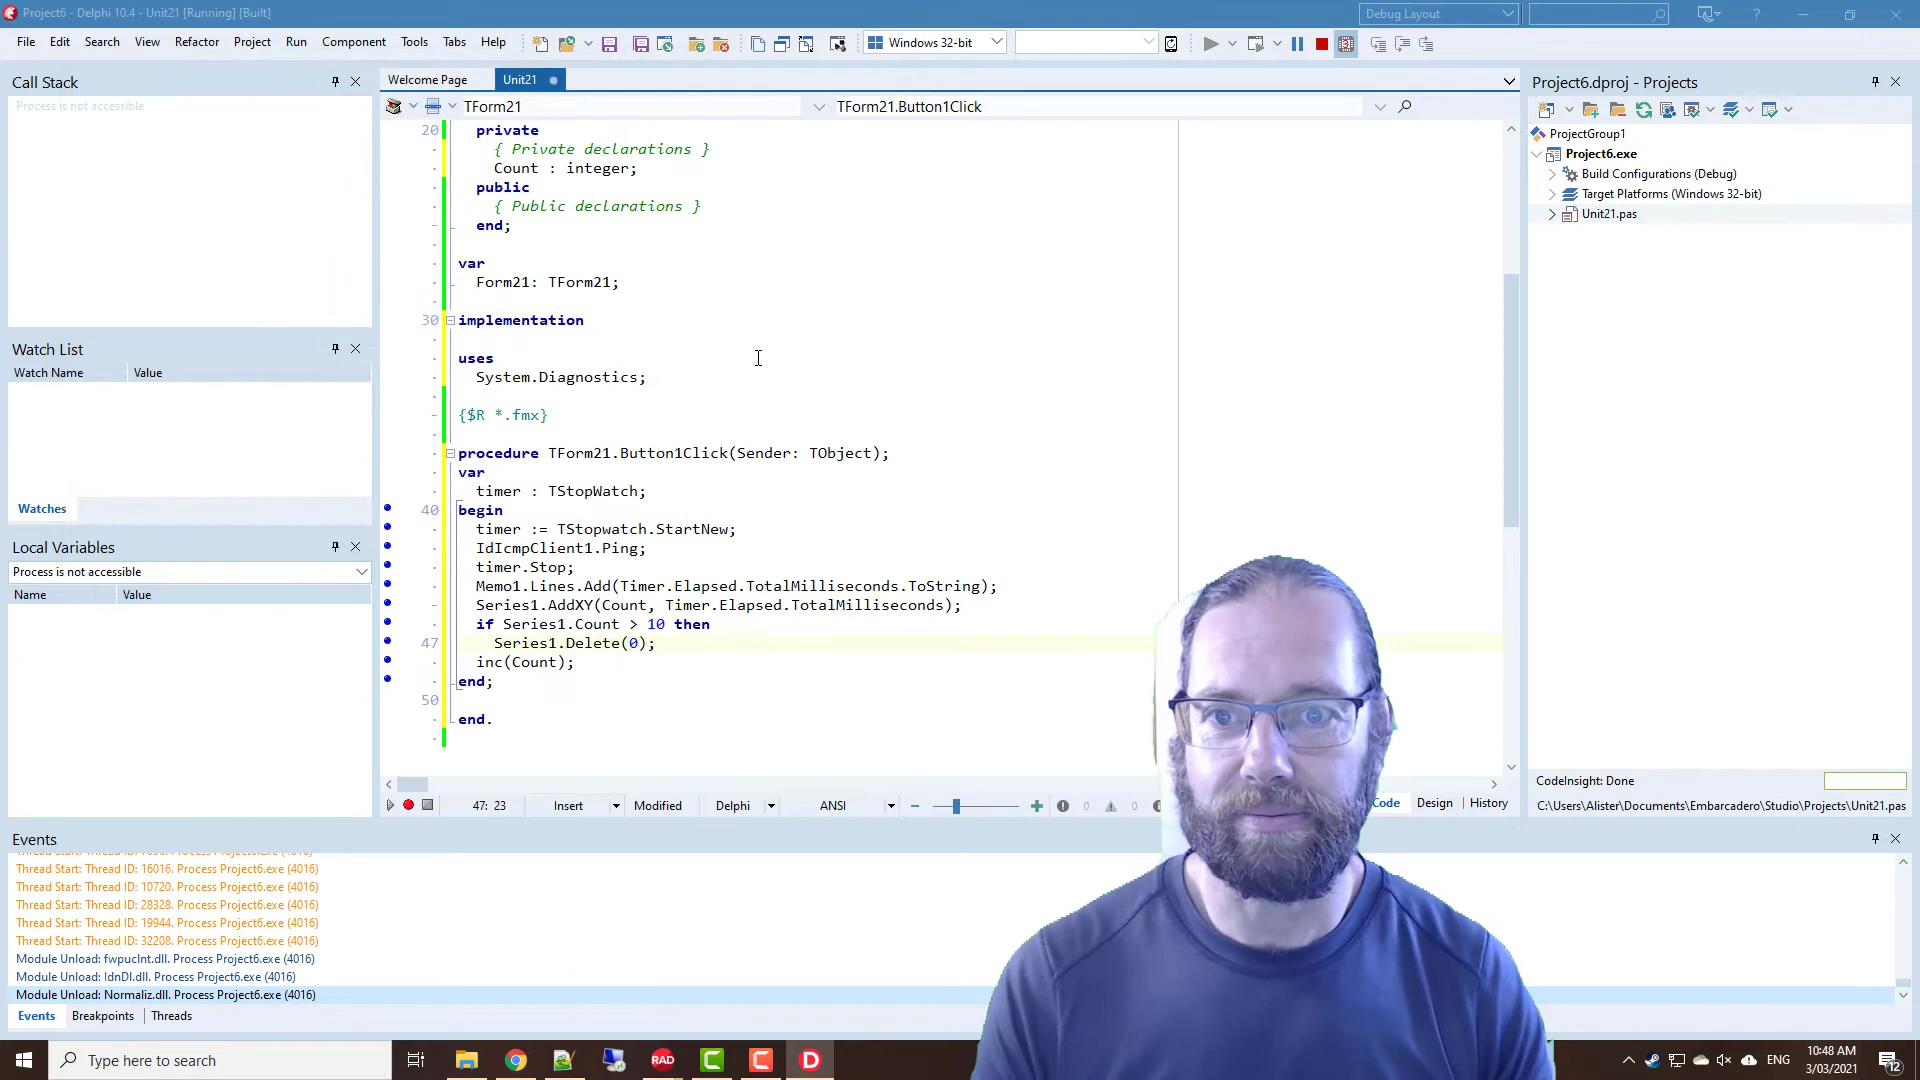 Project6 - Delphi 10.4 - Unit21 [Running] [Built]
Debug Layout
File Edit Search View Refactor Project Run Component Tools Tabs Help
Windows 32-bit
Call Stack
Process is not accessible
Watch List
Watch Name Value
Watches
Local Variables
Process is not accessible
Name Value
Welcome Page Unit21
TForm21 TForm21.Button1Click
20 private
{ Private declarations }
Count : integer;
public
{ Public declarations }
end;
var
Form21: TForm21;
30 implementation
uses
System.Diagnostics;
{$R *.fmx}
procedure TForm21.Button1Click(Sender: TObject);
var
timer : TStopWatch;
40 begin
timer := TStopwatch.StartNew;
IdIcmpClient1.Ping;
timer.Stop;
Memo1.Lines.Add(Timer.Elapsed.TotalMilliseconds.ToString);
Series1.AddXY(Count, Timer.Elapsed.TotalMilliseconds);
if Series1.Count > 10 then
47 Series1.Delete(0);
inc(Count);
end;
50
end.
47: 23 Insert Modified Delphi ANSI 0 0 Code Design History
Project6.dproj - Projects
ProjectGroup1
Project6.exe
Build Configurations (Debug)
Target Platforms (Windows 32-bit)
Unit21.pas
CodeInsight: Done
C:\Users\Alister\Documents\Embarcadero\Studio\Projects\Unit21.pas
Events
Thread Start: Thread ID: 16016. Process Project6.exe (4016)
Thread Start: Thread ID: 10720. Process Project6.exe (4016)
Thread Start: Thread ID: 28328. Process Project6.exe (4016)
Thread Start: Thread ID: 19944. Process Project6.exe (4016)
Thread Start: Thread ID: 32208. Process Project6.exe (4016)
Module Unload: fwpuclnt.dll. Process Project6.exe (4016)
Module Unload: IdnDl.dll. Process Project6.exe (4016)
Module Unload: Normaliz.dll. Process Project6.exe (4016)
Events Breakpoints Threads
Type here to search
RAD
ENG
10:48 AM
3/03/2021
12